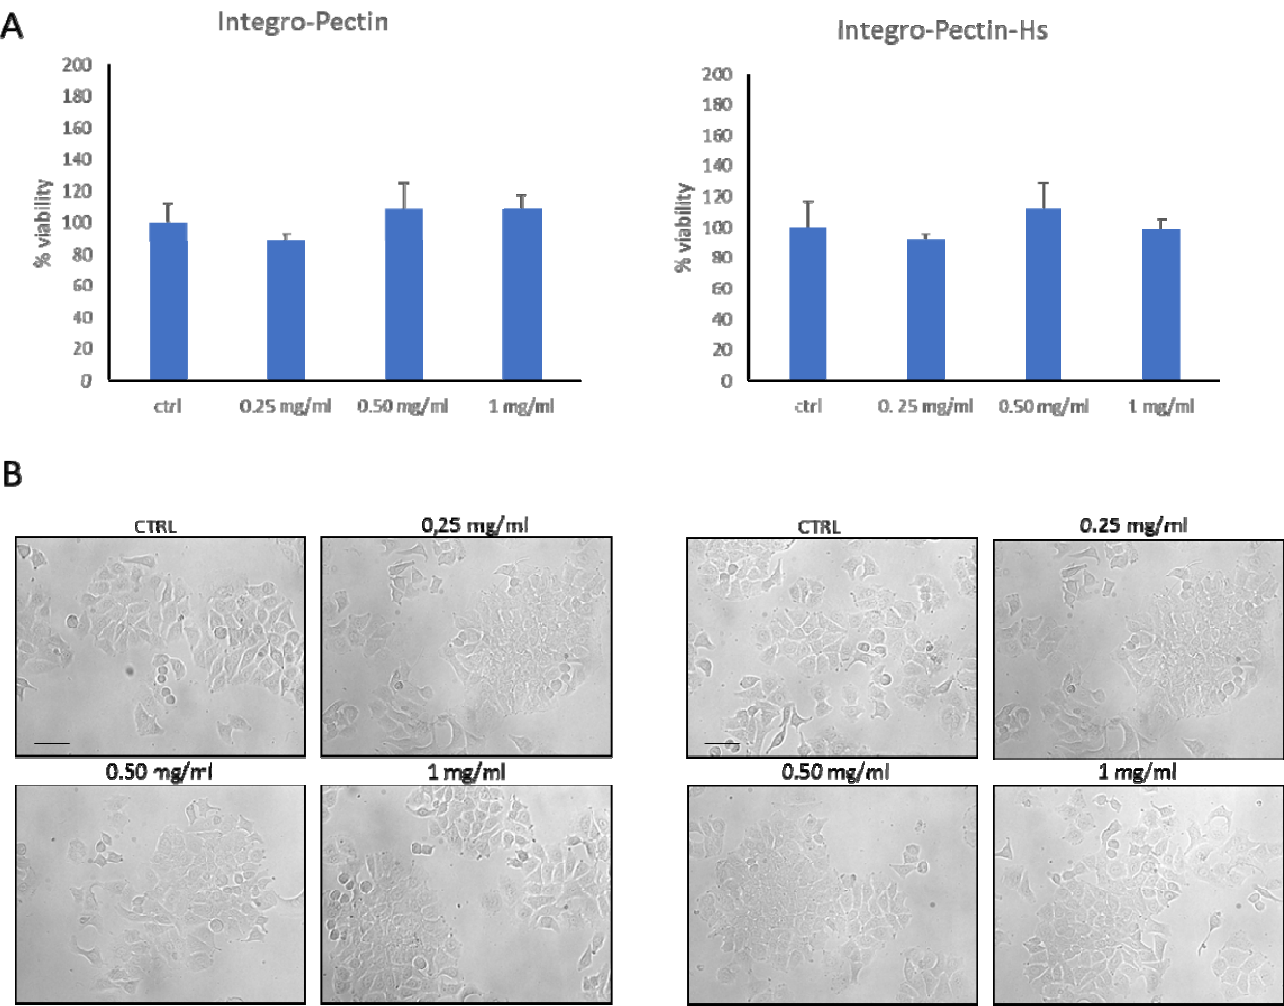 A
Integro-Pectin
200
180
160
140
120
100
80
60
40
20
0
% viability
ctrl 0.25 mg/ml 0.50 mg/ml 1 mg/ml
Integro-Pectin-Hs
200
180
160
140
120
100
80
60
40
20
0
% viability
ctrl 0. 25 mg/ml 0.50 mg/ml 1 mg/ml
B
CTRL 0,25 mg/ml
0.50 mg/ml 1 mg/ml
CTRL 0.25 mg/ml
0.50 mg/ml 1 mg/ml